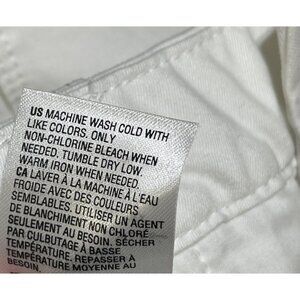 US MACHINE WASH COLD WITH
LIKE COLORS. ONLY
NON-CHLORINE BLEACH WHEN
NEEDED. TUMBLE DRY LOW.
WARM IRON WHEN NEEDED.
CA LAVER À LA MACHINE À L'EAU
FROIDE AVEC DES COULEURS
SEMBLABLES. UTILISER UN AGENT
DE BLANCHIMENT NON CHLORÉ
SEULEMENT AU BESOIN. SÉCHER
PAR CULBUTAGE À BASSE
TEMPÉRATURE. REPASSER À
TEMPÉRATURE MOYENNE AU